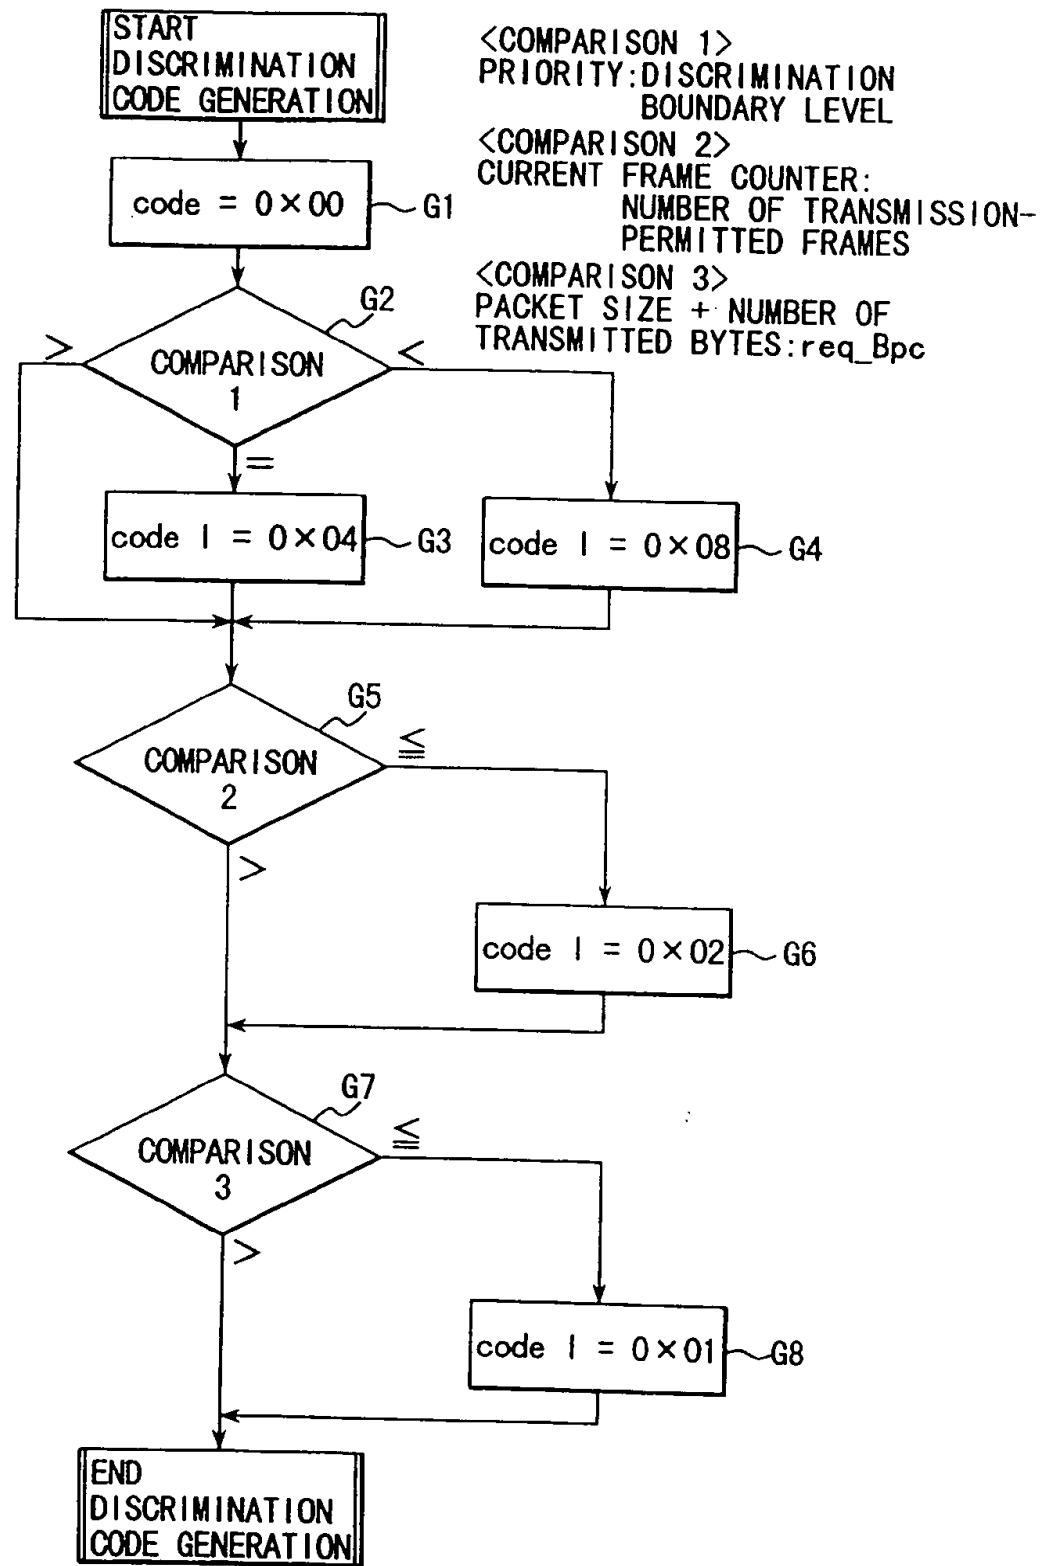 START
DISCRIMINATION
CODE GENERATION
<COMPARISON 1>
PRIORITY:DISCRIMINATION
BOUNDARY LEVEL
<COMPARISON 2>
CURRENT FRAME COUNTER:
NUMBER OF TRANSMISSION-
PERMITTED FRAMES
<COMPARISON 3>
PACKET SIZE + NUMBER OF
TRANSMITTED BYTES:req_Bpc
code = 0×00
G1
G2
>
<
COMPARISON
1
=
code | = 0×04
G3
code | = 0×08
G4
G5
COMPARISON
2
≦
>
code | = 0×02
G6
G7
COMPARISON
3
≦
>
code | = 0×01
G8
END
DISCRIMINATION
CODE GENERATION